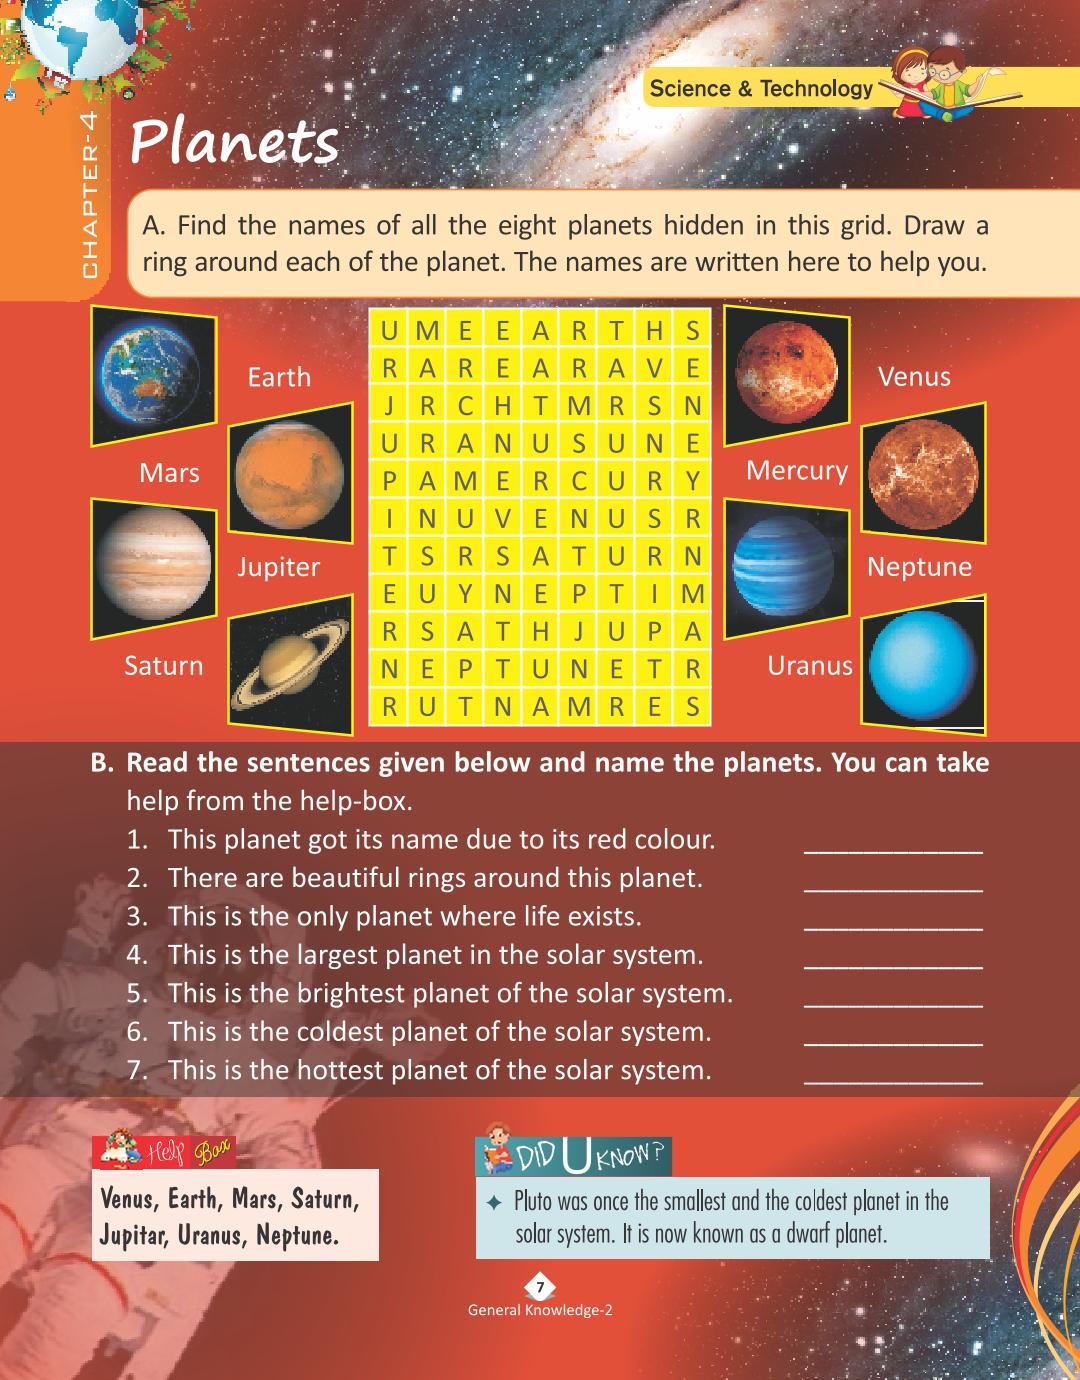 Science & Technology
CHAPTER-4
Planets
A. Find the names of all the eight planets hidden in this grid. Draw a
ring around each of the planet. The names are written here to help you.
U M E E A R T H S
R A R E A R A V E
J R C H T M R S N
U R A N U S U N E
P A M E R C U R Y
I N U V E N U S R
T S R S A T U R N
E U Y N E P T I M
R S A T H J U P A
N E P T U N E T R
R U T N A M R E S
Earth
Mars
Jupiter
Saturn
Venus
Mercury
Neptune
Uranus
B. Read the sentences given below and name the planets. You can take
help from the help-box.
1. This planet got its name due to its red colour. ____________
2. There are beautiful rings around this planet. ____________
3. This is the only planet where life exists. ____________
4. This is the largest planet in the solar system. ____________
5. This is the brightest planet of the solar system. ____________
6. This is the coldest planet of the solar system. ____________
7. This is the hottest planet of the solar system. ____________
Help Box
Venus, Earth, Mars, Saturn,
Jupitar, Uranus, Neptune.
DID U KNOW?
✦ Pluto was once the smallest and the coldest planet in the
solar system. It is now known as a dwarf planet.
7
General Knowledge-2